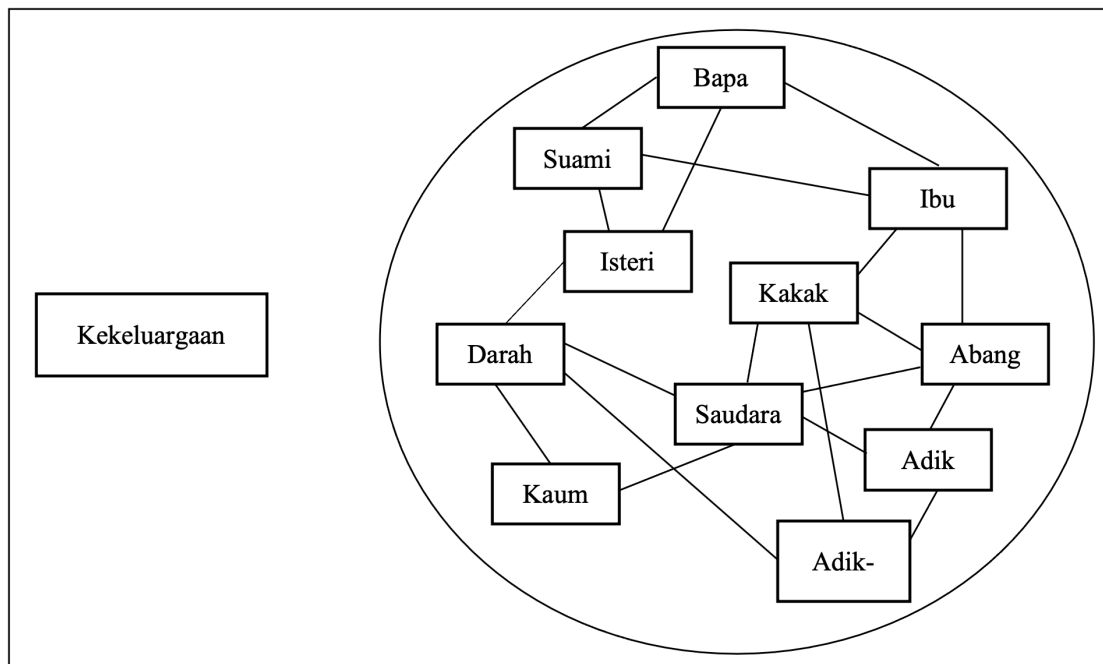 Bapa
Suami
Ibu
Isteri
Kakak
Kekeluargaan
Darah
Abang
Saudara
Adik
Kaum
Adik-